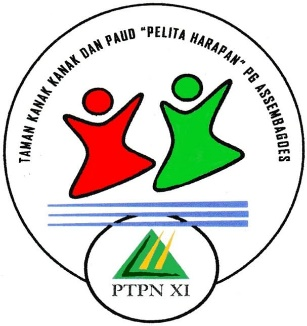 TAMAN KANAK KANAK DAN PAUD "PELITA HARAPAN" PG ASSEMBAGOES
PTPN XI